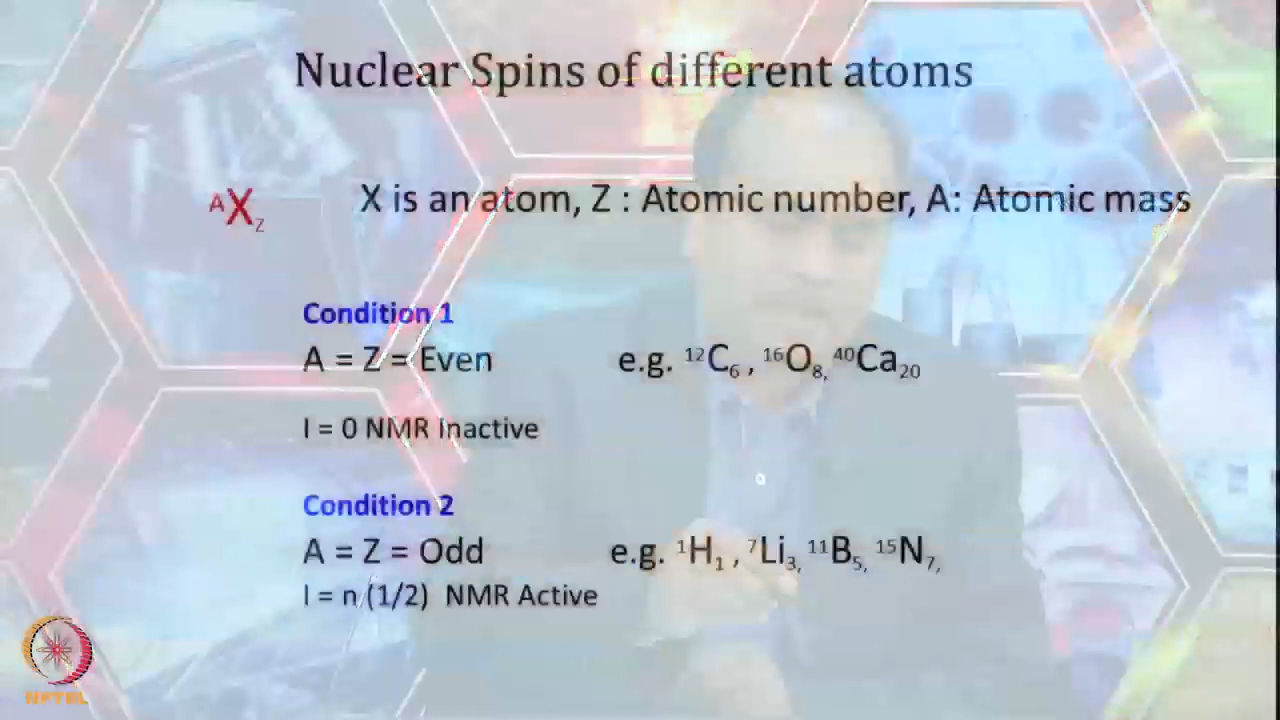 Nuclear Spins of different atoms
ᴬX_Z X is an atom, Z : Atomic number, A: Atomic mass
Condition 1
A = Z = Even e.g. ¹²C₆ , ¹⁶O₈, ⁴⁰Ca₂₀
I = 0 NMR Inactive
Condition 2
A = Z = Odd e.g. ¹H₁ , ⁷Li₃, ¹¹B₅, ¹⁵N₇,
I = n (1/2) NMR Active
NPTEL